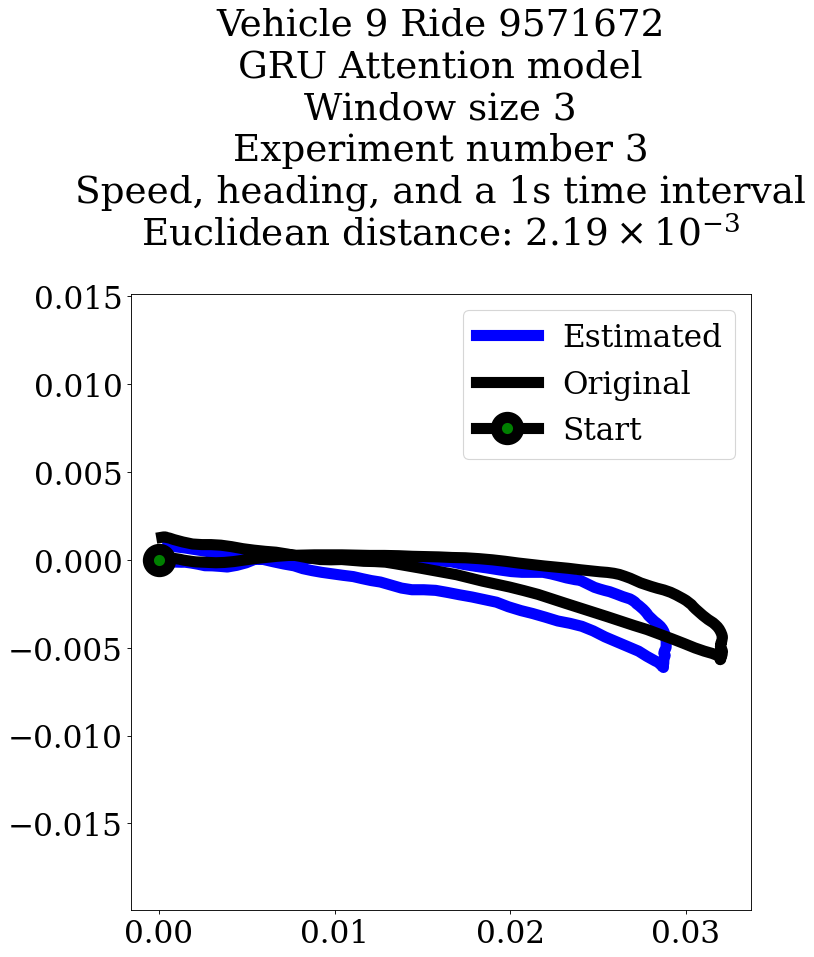 Vehicle 9 Ride 9571672
GRU Attention model
Window size 3
Experiment number 3
Speed, heading, and a 1s time interval
Euclidean distance: 2.19 × 10⁻³
0.015
0.010
0.005
0.000
−0.005
−0.010
−0.015
Estimated
Original
Start
0.00 0.01 0.02 0.03